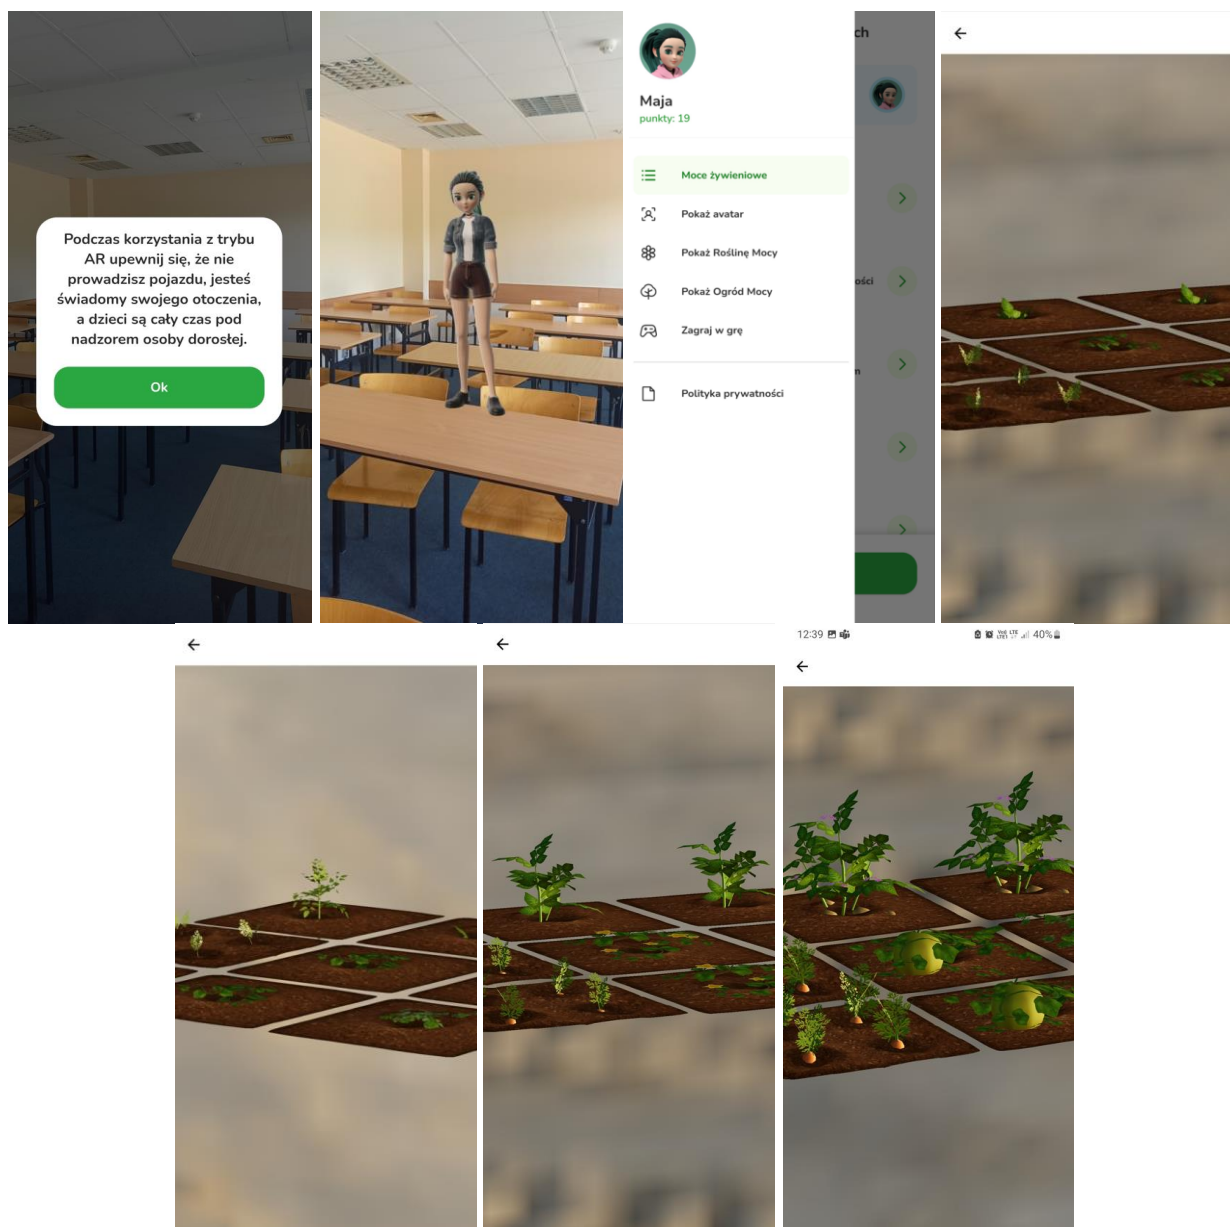 Podczas korzystania z trybu
AR upewnij się, że nie
prowadzisz pojazdu, jesteś
świadomy swojego otoczenia,
a dzieci są cały czas pod
nadzorem osoby dorosłej.
Ok
Maja
punkty: 19
Moce żywieniowe
Pokaż avatar
Pokaż Roślinę Mocy
Pokaż Ogród Mocy
Zagraj w grę
Polityka prywatności
ch
ości
m
12:39
40%